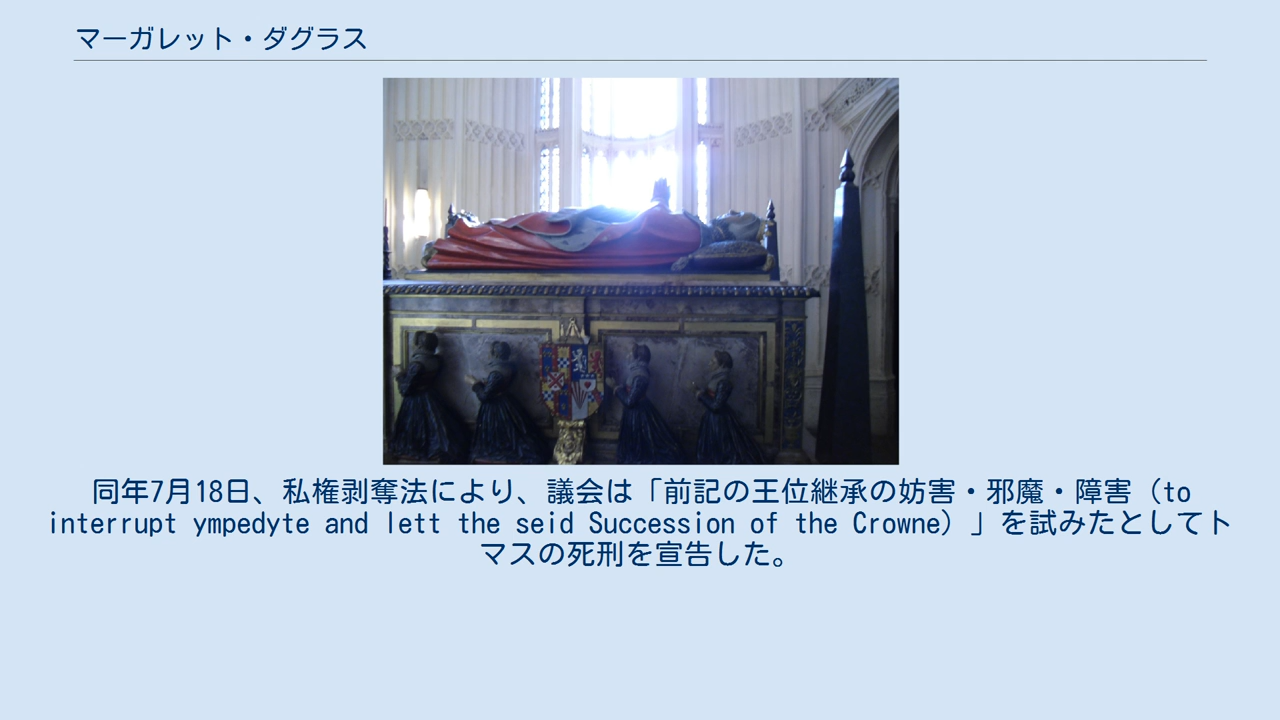 マーガレット・ダグラス
同年7月18日、私権剥奪法により、議会は「前記の王位継承の妨害・邪魔・障害（to
interrupt ympedyte and lett the seid Succession of the Crowne）」を試みたとしてト
マスの死刑を宣告した。